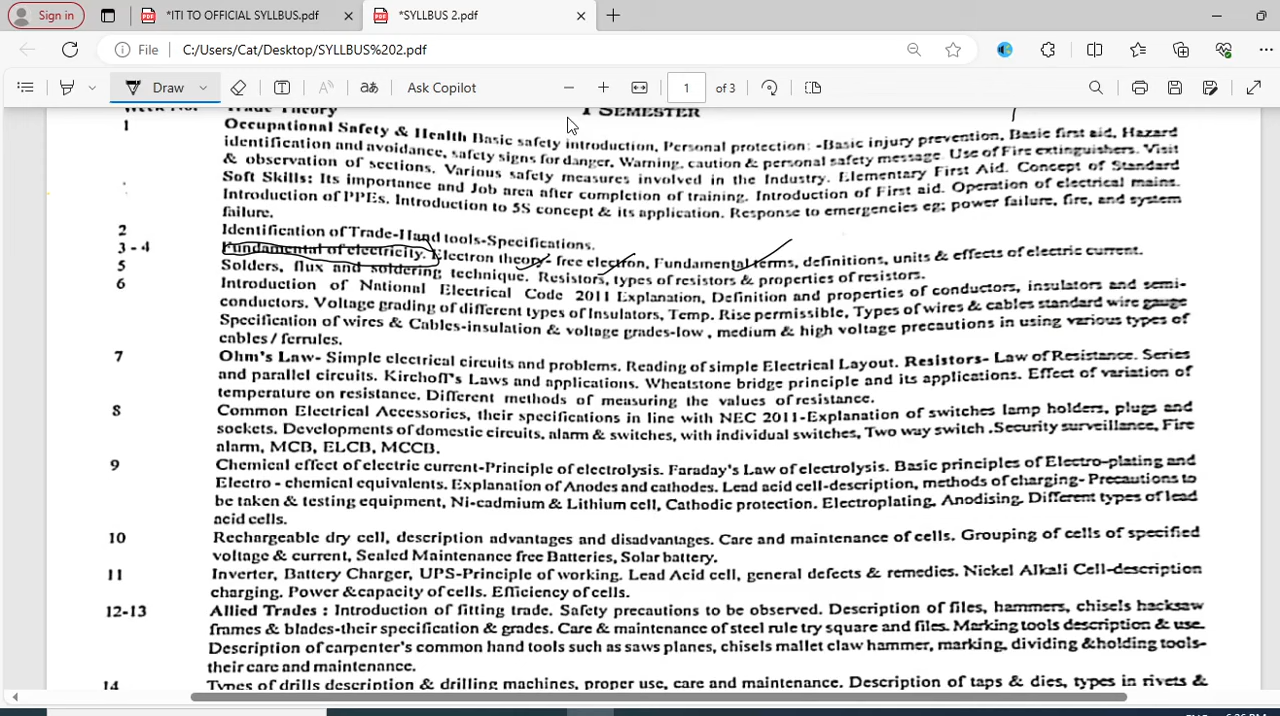 Sign in
*ITI TO OFFICIAL SYLLBUS.pdf
*SYLLBUS 2.pdf
File
C:/Users/Cat/Desktop/SYLLBUS%202.pdf
Draw
Ask Copilot
1 of 3
Trade Theory
I SEMESTER
1 Occupational Safety & Health Basic safety introduction, Personal protection: -Basic injury prevention, Basic first aid, Hazard
identification and avoidance, safety signs for danger, Warning, caution & personal safety message. Use of Fire extinguishers. Visit
& observation of sections. Various safety measures involved in the Industry. Elementary First Aid. Concept of Standard
Soft Skills: Its importance and Job area after completion of training. Introduction of First aid. Operation of electrical mains.
Introduction of PPEs. Introduction to 5S concept & its application. Response to emergencies eg; power failure, fire, and system
failure.
2 Identification of Trade-Hand tools-Specifications.
3 - 4 Fundamental of electricity. Electron theory- free electron, Fundamental terms, definitions, units & effects of electric current.
5 Solders, flux and soldering technique. Resistors, types of resistors & properties of resistors.
6 Introduction of National Electrical Code 2011 Explanation, Definition and properties of conductors, insulators and semi-
conductors. Voltage grading of different types of Insulators, Temp. Rise permissible, Types of wires & cables standard wire gauge
Specification of wires & Cables-insulation & voltage grades-low , medium & high voltage precautions in using various types of
cables / ferrules.
7 Ohm's Law- Simple electrical circuits and problems. Reading of simple Electrical Layout. Resistors- Law of Resistance. Series
and parallel circuits. Kirchoff's Laws and applications. Wheatstone bridge principle and its applications. Effect of variation of
temperature on resistance. Different methods of measuring the values of resistance.
8 Common Electrical Accessories, their specifications in line with NEC 2011-Explanation of switches lamp holders, plugs and
sockets. Developments of domestic circuits, alarm & switches, with individual switches, Two way switch .Security surveillance, Fire
alarm, MCB, ELCB, MCCB.
9 Chemical effect of electric current-Principle of electrolysis. Faraday's Law of electrolysis. Basic principles of Electro-plating and
Electro - chemical equivalents. Explanation of Anodes and cathodes. Lead acid cell-description, methods of charging- Precautions to
be taken & testing equipment, Ni-cadmium & Lithium cell, Cathodic protection. Electroplating, Anodising. Different types of lead
acid cells.
10 Rechargeable dry cell, description advantages and disadvantages. Care and maintenance of cells. Grouping of cells of specified
voltage & current, Sealed Maintenance free Batteries, Solar battery.
11 Inverter, Battery Charger, UPS-Principle of working. Lead Acid cell, general defects & remedies. Nickel Alkali Cell-description
charging. Power &capacity of cells. Efficiency of cells.
12-13 Allied Trades : Introduction of fitting trade. Safety precautions to be observed. Description of files, hammers, chisels hacksaw
frames & blades-their specification & grades. Care & maintenance of steel rule try square and files. Marking tools description & use.
Description of carpenter's common hand tools such as saws planes, chisels mallet claw hammer, marking, dividing &holding tools-
their care and maintenance.
14 Types of drills description & drilling machines, proper use, care and maintenance. Description of taps & dies, types in rivets &